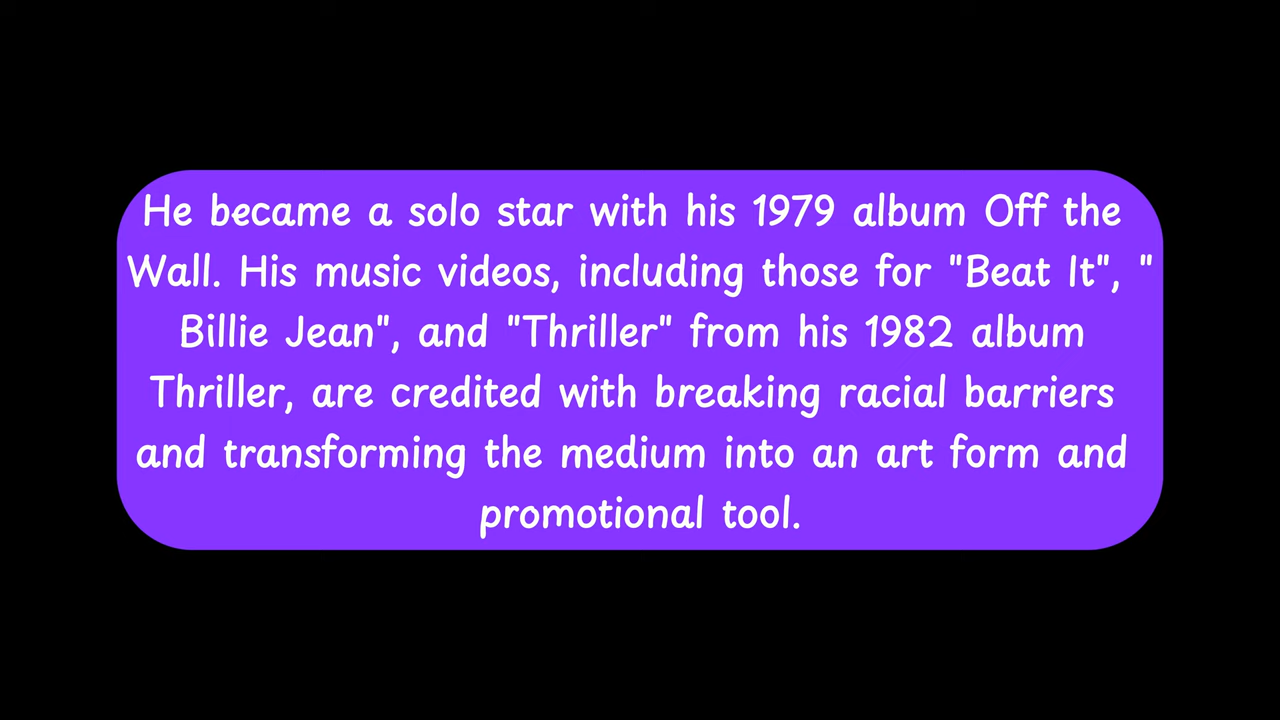 He became a solo star with his 1979 album Off the
Wall. His music videos, including those for "Beat It", "
Billie Jean", and "Thriller" from his 1982 album
Thriller, are credited with breaking racial barriers
and transforming the medium into an art form and
promotional tool.